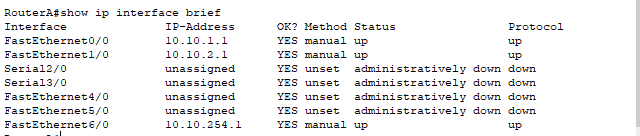 RouterA#show ip interface brief
Interface              IP-Address      OK? Method Status                Protocol
FastEthernet0/0        10.10.1.1       YES manual up                    up
FastEthernet1/0        10.10.2.1       YES manual up                    up
Serial2/0              unassigned      YES unset  administratively down down
Serial3/0              unassigned      YES unset  administratively down down
FastEthernet4/0        unassigned      YES unset  administratively down down
FastEthernet5/0        unassigned      YES unset  administratively down down
FastEthernet6/0        10.10.254.1     YES manual up                    up